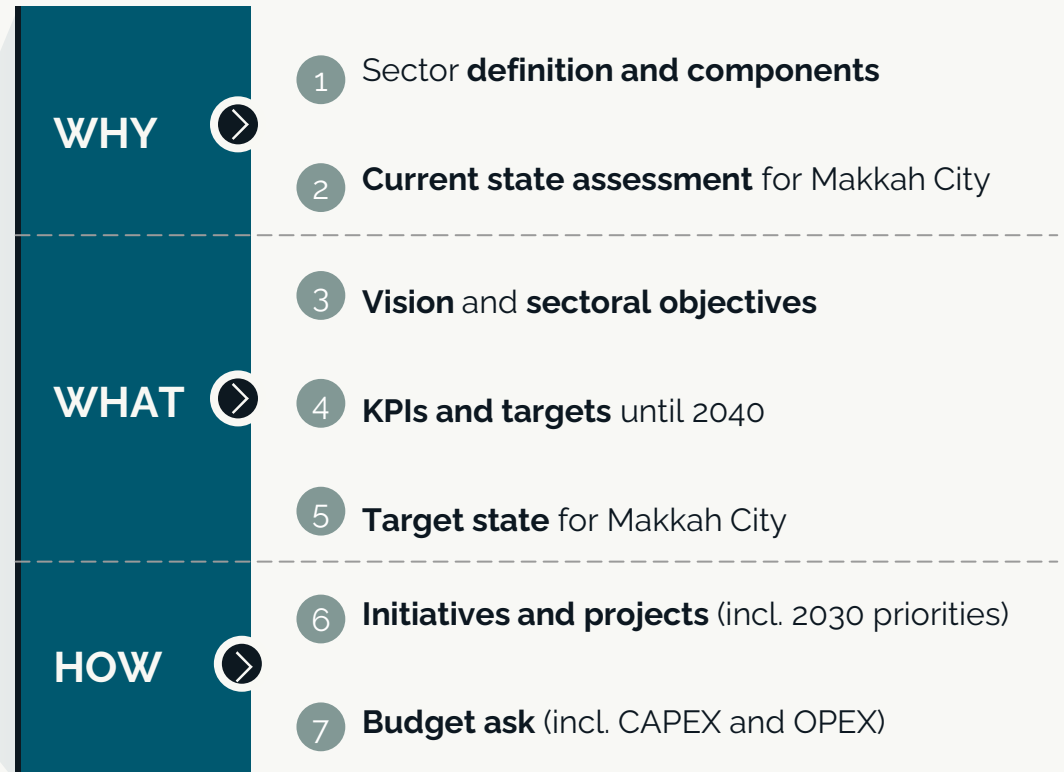 WHY
1 Sector definition and components
2 Current state assessment for Makkah City
WHAT
3 Vision and sectoral objectives
4 KPIs and targets until 2040
5 Target state for Makkah City
HOW
6 Initiatives and projects (incl. 2030 priorities)
7 Budget ask (incl. CAPEX and OPEX)